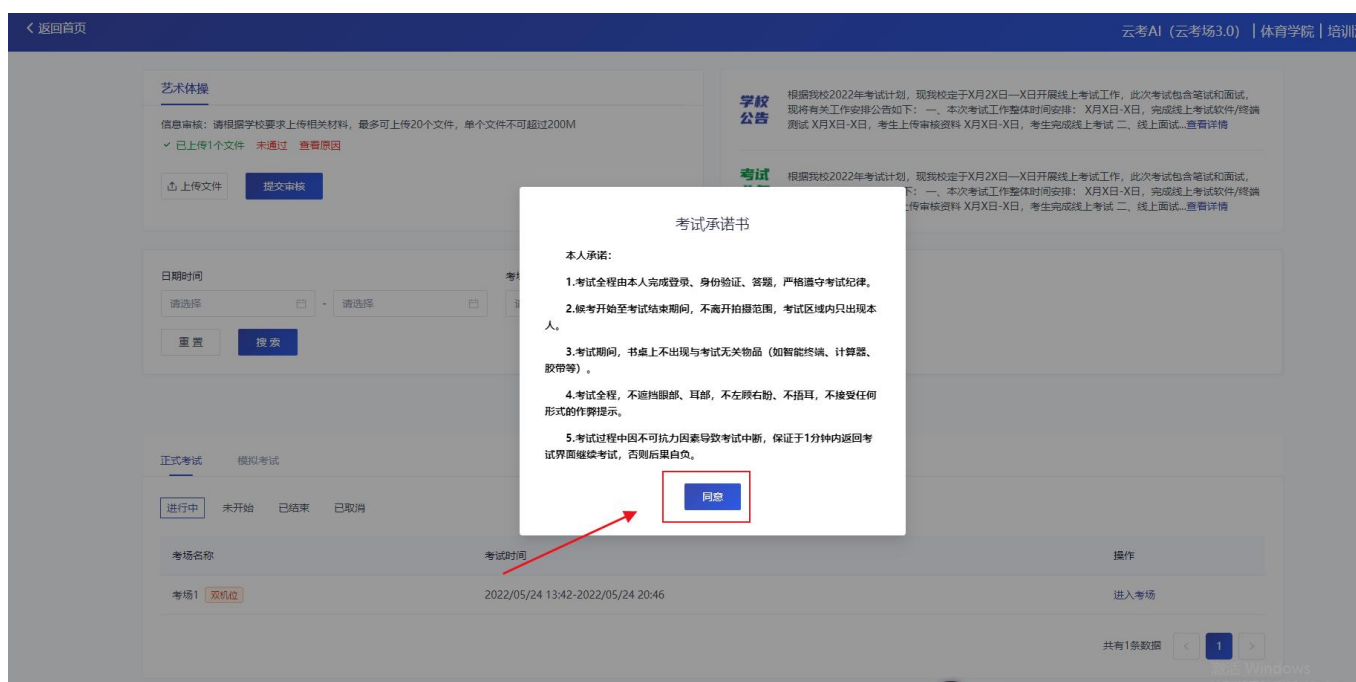 返回首页
云考AI（云考场3.0）｜体育学院｜培训
艺术体操
信息审核：请根据学校要求上传相关材料，最多可上传20个文件，单个文件不可超过200M
已上传1个文件 未通过 查看原因
上传文件 提交审核
学校
公告
根据我校2022年考试计划，现我校定于X月2X日—X日开展线上考试工作，此次考试包含笔试和面试，
现将有关工作安排公告如下： 一、本次考试工作整体时间安排： X月X日-X日，完成线上考试软件/终端
测试 X月X日-X日，考生上传审核资料 X月X日-X日，考生完成线上考试 二、线上面试...查看详情
考试
根据我校2022年考试计划，现我校定于X月2X日—X日开展线上考试工作，此次考试包含笔试和面试，
下： 一、本次考试工作整体时间安排： X月X日-X日，完成线上考试软件/终端
上传审核资料 X月X日-X日，考生完成线上考试 二、线上面试...查看详情
日期时间
请选择 - 请选择
重置 搜索
考试承诺书
本人承诺：
1.考试全程由本人完成登录、身份验证、答题，严格遵守考试纪律。
2.候考开始至考试结束期间，不离开拍摄范围，考试区域内只出现本
人。
3.考试期间，书桌上不出现与考试无关物品（如智能终端、计算器、
胶带等）。
4.考试全程，不遮挡眼部、耳部，不左顾右盼、不捂耳，不接受任何
形式的作弊提示。
5.考试过程中因不可抗力因素导致考试中断，保证于1分钟内返回考
试界面继续考试，否则后果自负。
同意
正式考试 模拟考试
进行中 未开始 已结束 已取消
考场名称 考试时间 操作
考场1 双机位 2022/05/24 13:42-2022/05/24 20:46 进入考场
共有1条数据 < 1 >
激活 Windows